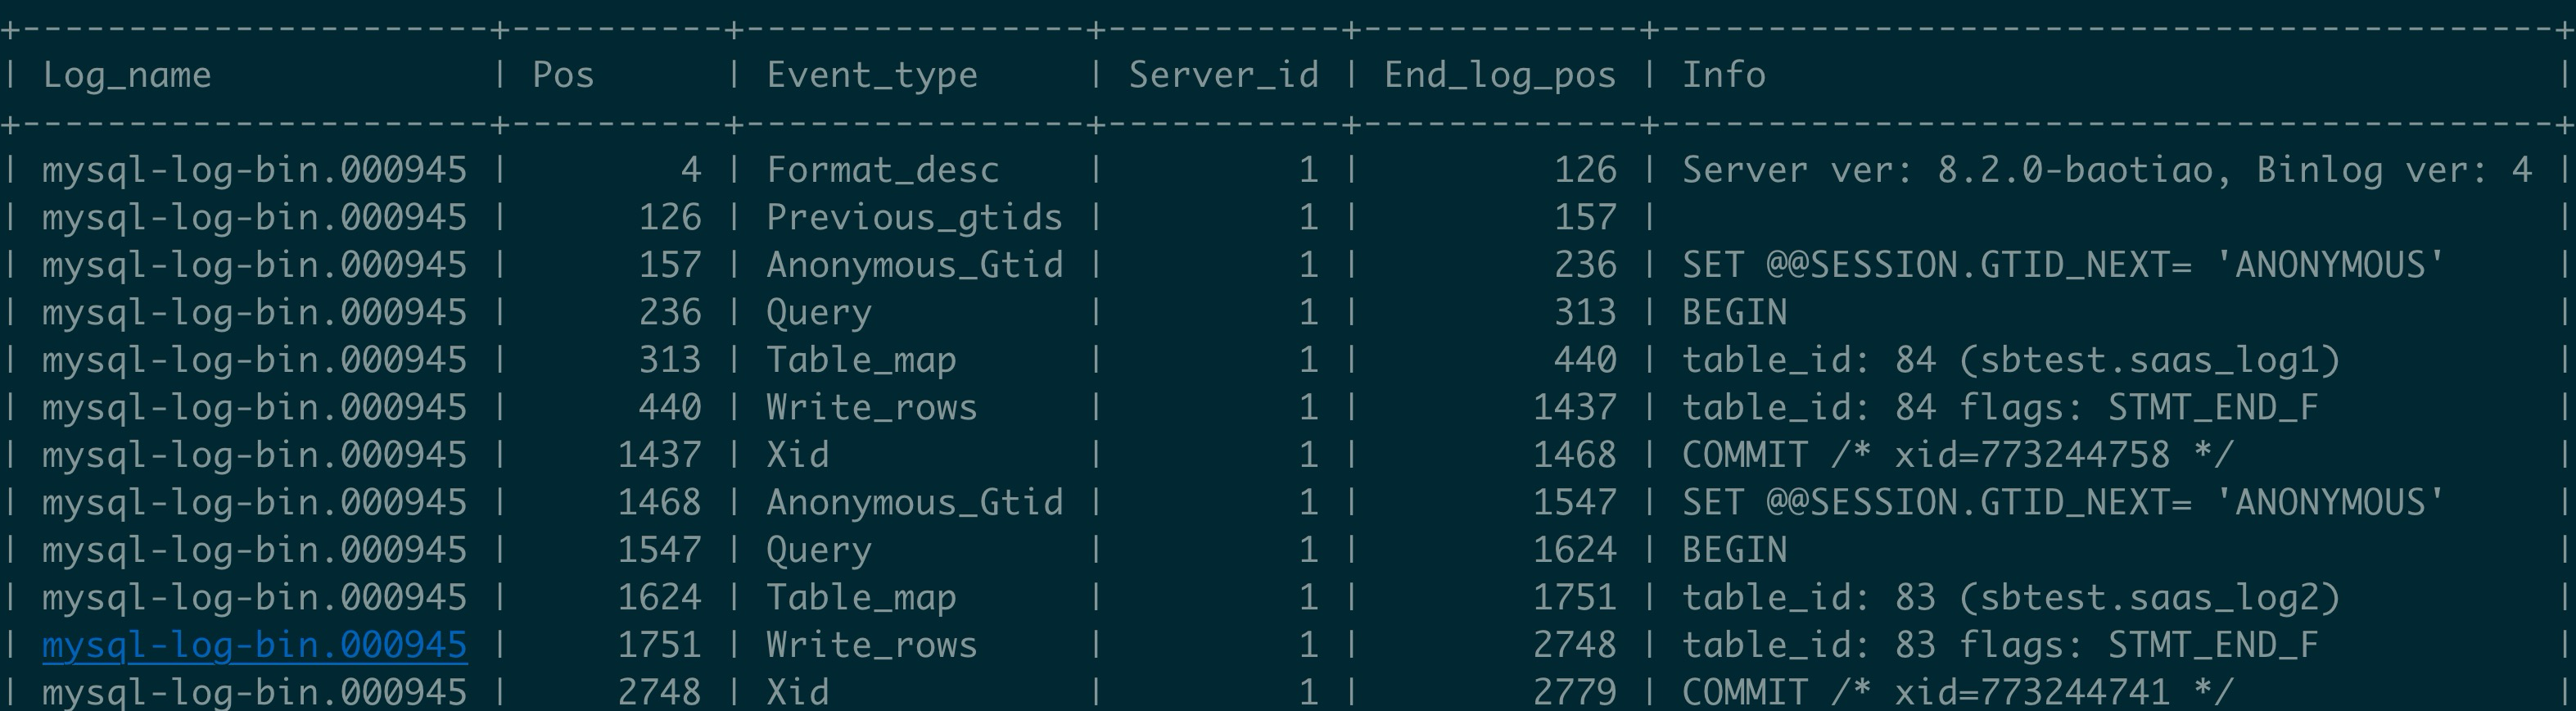 +---------------------+----------+----------------+-----------+-------------+------------------------------------------+
| Log_name            | Pos      | Event_type     | Server_id | End_log_pos | Info                                     |
+---------------------+----------+----------------+-----------+-------------+------------------------------------------+
| mysql-log-bin.000945 |        4 | Format_desc    |         1 |         126 | Server ver: 8.2.0-baotiao, Binlog ver: 4 |
| mysql-log-bin.000945 |      126 | Previous_gtids |         1 |         157 |                                          |
| mysql-log-bin.000945 |      157 | Anonymous_Gtid |         1 |         236 | SET @@SESSION.GTID_NEXT= 'ANONYMOUS'     |
| mysql-log-bin.000945 |      236 | Query          |         1 |         313 | BEGIN                                    |
| mysql-log-bin.000945 |      313 | Table_map      |         1 |         440 | table_id: 84 (sbtest.saas_log1)          |
| mysql-log-bin.000945 |      440 | Write_rows     |         1 |        1437 | table_id: 84 flags: STMT_END_F           |
| mysql-log-bin.000945 |     1437 | Xid            |         1 |        1468 | COMMIT /* xid=773244758 */               |
| mysql-log-bin.000945 |     1468 | Anonymous_Gtid |         1 |        1547 | SET @@SESSION.GTID_NEXT= 'ANONYMOUS'     |
| mysql-log-bin.000945 |     1547 | Query          |         1 |        1624 | BEGIN                                    |
| mysql-log-bin.000945 |     1624 | Table_map      |         1 |        1751 | table_id: 83 (sbtest.saas_log2)          |
| mysql-log-bin.000945 |     1751 | Write_rows     |         1 |        2748 | table_id: 83 flags: STMT_END_F           |
| mysql-log-bin.000945 |     2748 | Xid            |         1 |        2779 | COMMIT /* xid=773244741 */               |